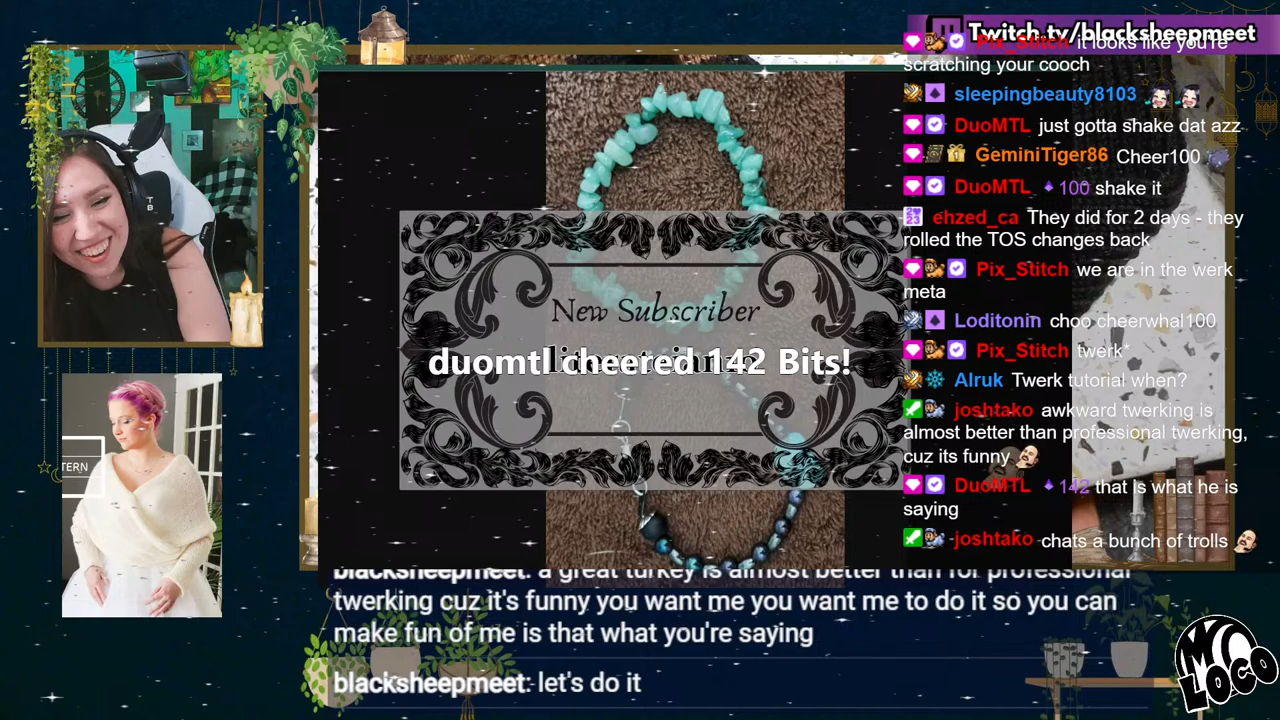 Twitch.tv/blacksheepmeet
Pix_Stitch it looks like you're
scratching your cooch
sleepingbeauty8103
DuoMTL just gotta shake dat azz
GeminiTiger86 Cheer100
DuoMTL 100 shake it
ehzed_ca They did for 2 days - they
rolled the TOS changes back
Pix_Stitch we are in the werk
meta
Loditonin choo cheerwhal100
Pix_Stitch twerk*
Alruk Twerk tutorial when?
joshtako awkward twerking is
almost better than professional twerking,
cuz its funny
DuoMTL 142 that is what he is
saying
joshtako chats a bunch of trolls
New Subscriber
duomtl cheered 142 Bits!
TERN
blacksheepmeet: a great turkey is almost better than for professional
twerking cuz it's funny you want me you want me to do it so you can
make fun of me is that what you're saying
blacksheepmeet: let's do it
MC
LOCO